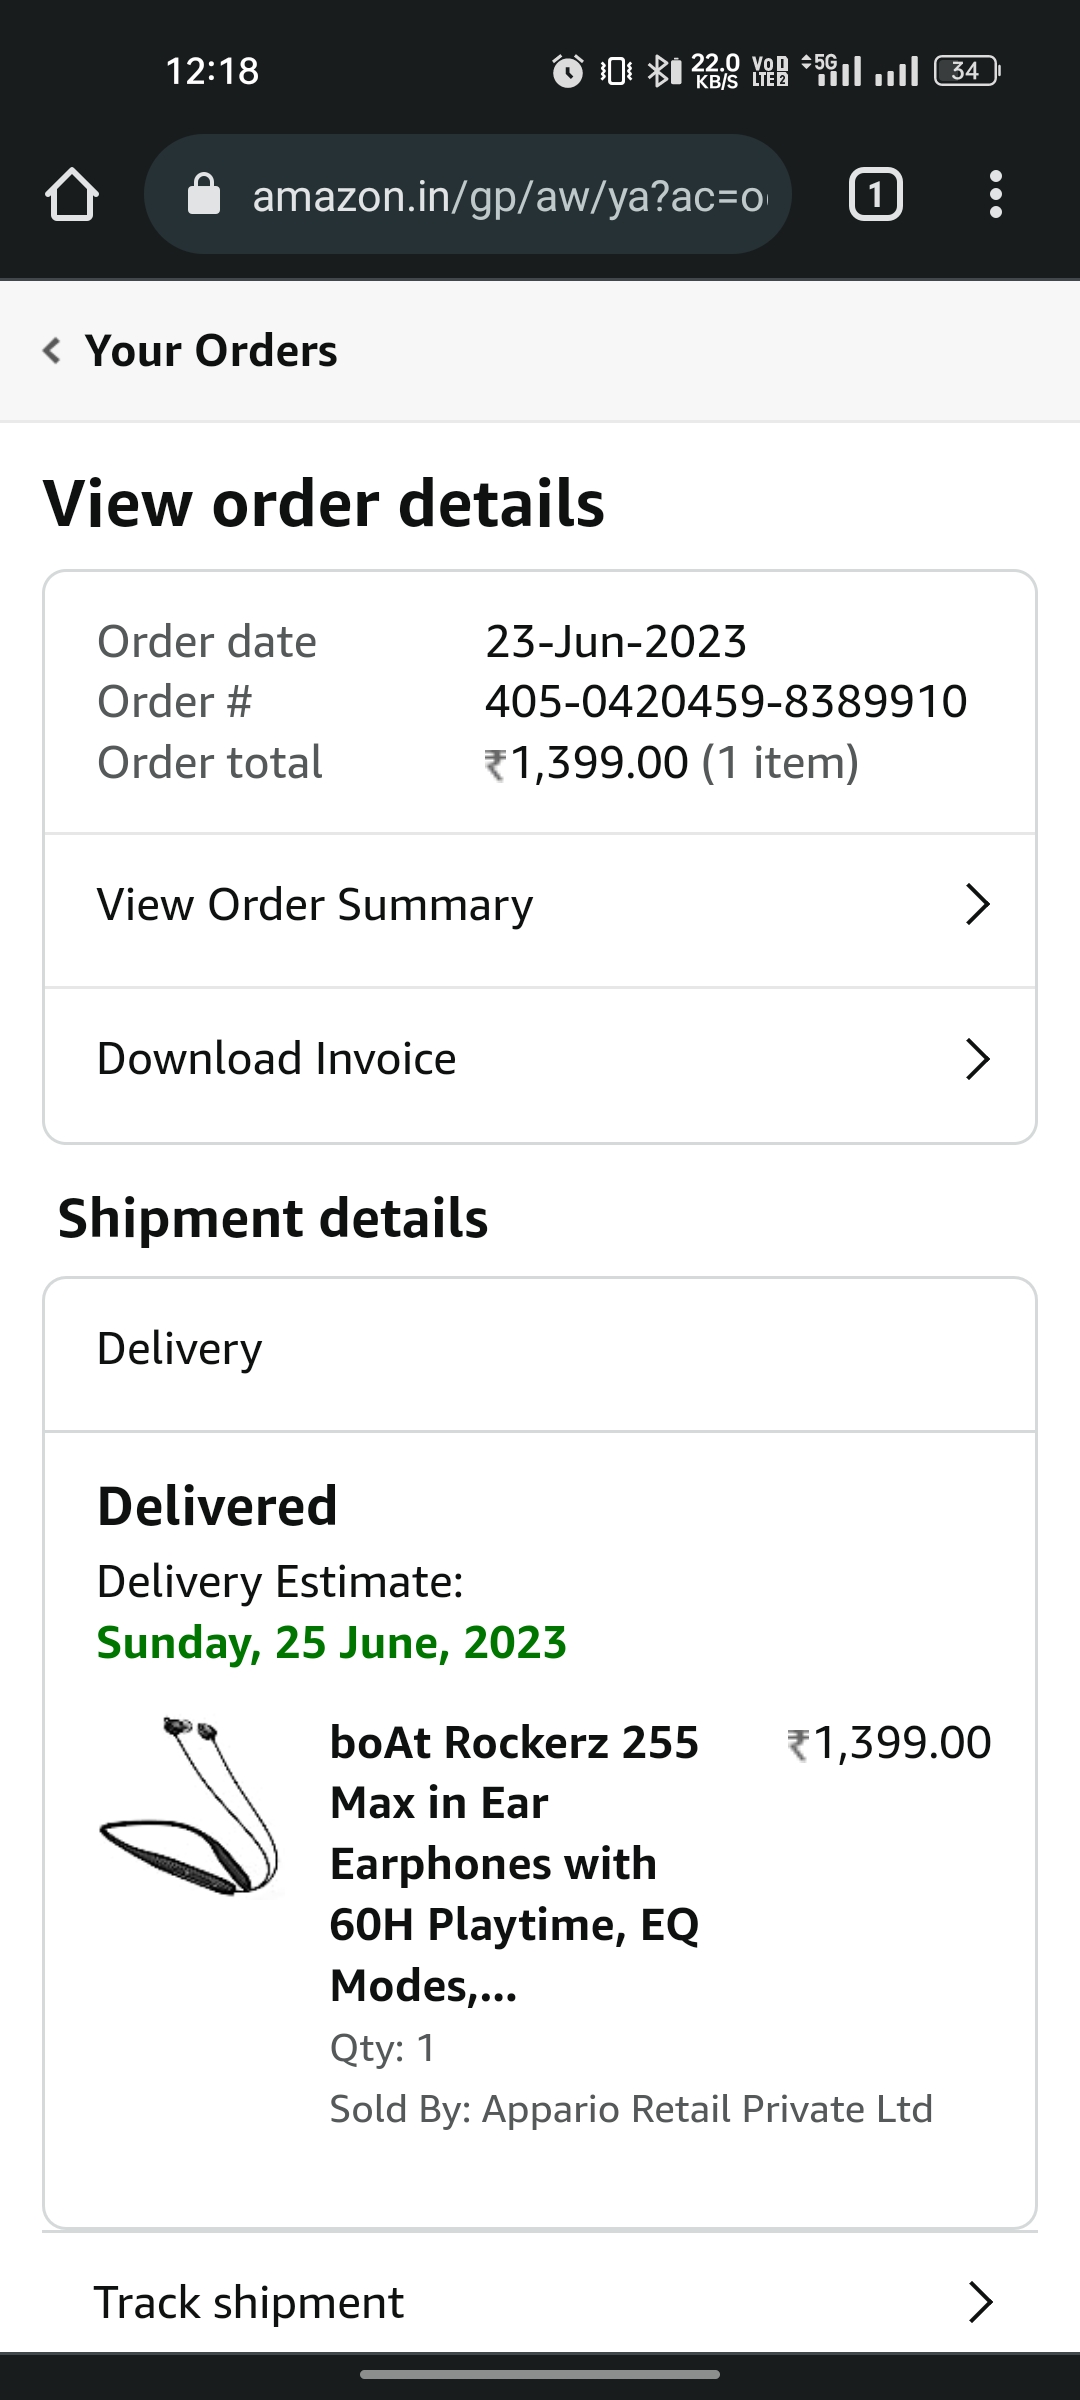 12:18
22.0
KB/S
VoD
LTE 2
5G
34
amazon.in/gp/aw/ya?ac=o
1
Your Orders
View order details
Order date 23-Jun-2023
Order # 405-0420459-8389910
Order total ₹1,399.00 (1 item)
View Order Summary
Download Invoice
Shipment details
Delivery
Delivered
Delivery Estimate:
Sunday, 25 June, 2023
boAt Rockerz 255 ₹1,399.00
Max in Ear
Earphones with
60H Playtime, EQ
Modes,...
Qty: 1
Sold By: Appario Retail Private Ltd
Track shipment